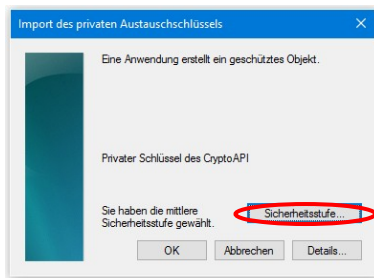 Import des privaten Austauschschlüssels
Eine Anwendung erstellt ein geschütztes Objekt.
Privater Schlüssel des CryptoAPI
Sie haben die mittlere
Sicherheitsstufe gewählt.
Sicherheitsstufe...
OK Abbrechen Details...